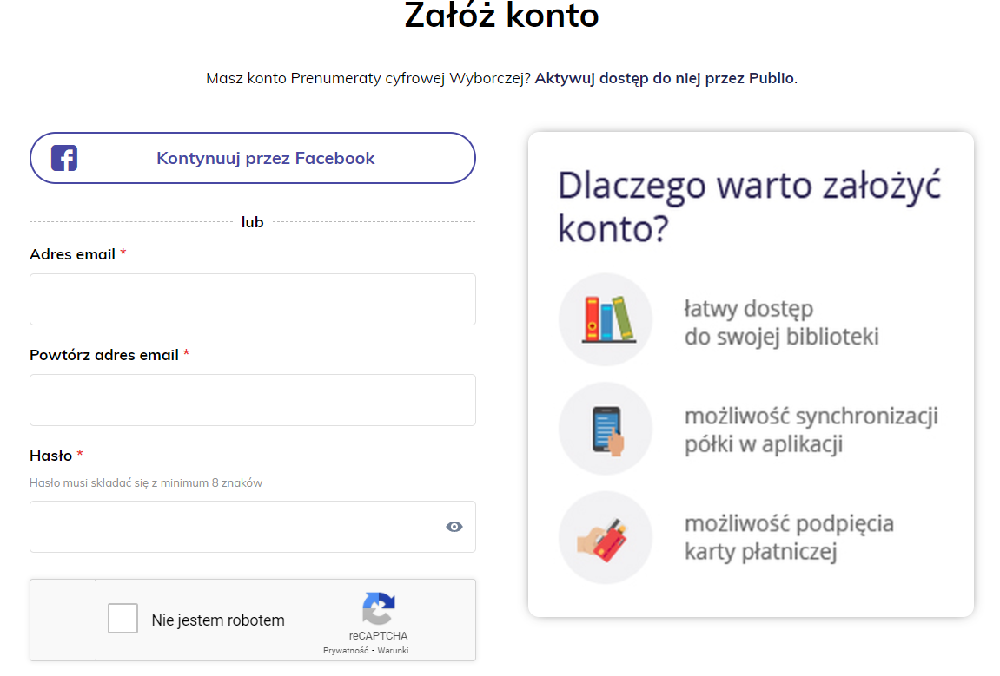 Załóż konto
Masz konto Prenumeraty cyfrowej Wyborczej? Aktywuj dostęp do niej przez Publio.
Kontynuuj przez Facebook
lub
Adres email *
Powtórz adres email *
Hasło *
Hasło musi składać się z minimum 8 znaków
Nie jestem robotem
reCAPTCHA
Prywatność - Warunki
Dlaczego warto założyć
konto?
łatwy dostęp
do swojej biblioteki
możliwość synchronizacji
półki w aplikacji
możliwość podpięcia
karty płatniczej